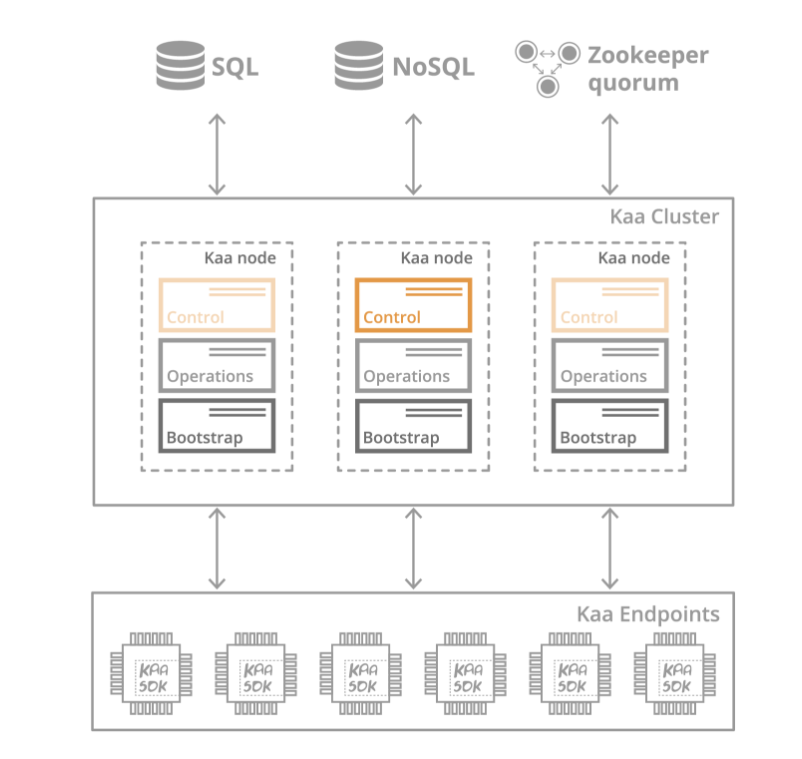 SQL
NoSQL
Zookeeper
quorum
Kaa Cluster
Kaa node
Control
Operations
Bootstrap
Kaa node
Control
Operations
Bootstrap
Kaa node
Control
Operations
Bootstrap
Kaa Endpoints
KAA
SDK
KAA
SDK
KAA
SDK
KAA
SDK
KAA
SDK
KAA
SDK